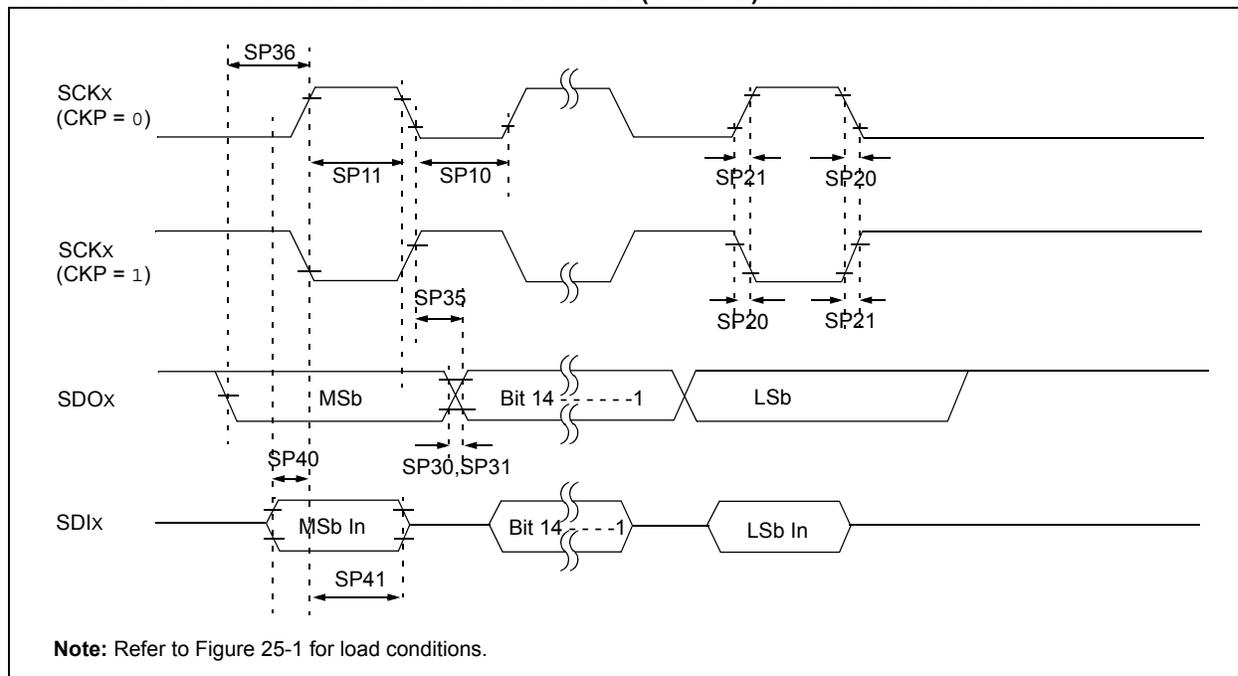 SP36
SCKx
(CKP = 0)
SP11
SP10
SP21
SP20
SCKx
(CKP = 1)
SP35
SP20
SP21
SDOx
MSb
Bit 14 - - - - - -1
LSb
SP40
SP30,SP31
SDIx
MSb In
Bit 14 - - - -1
LSb In
SP41
Note: Refer to Figure 25-1 for load conditions.